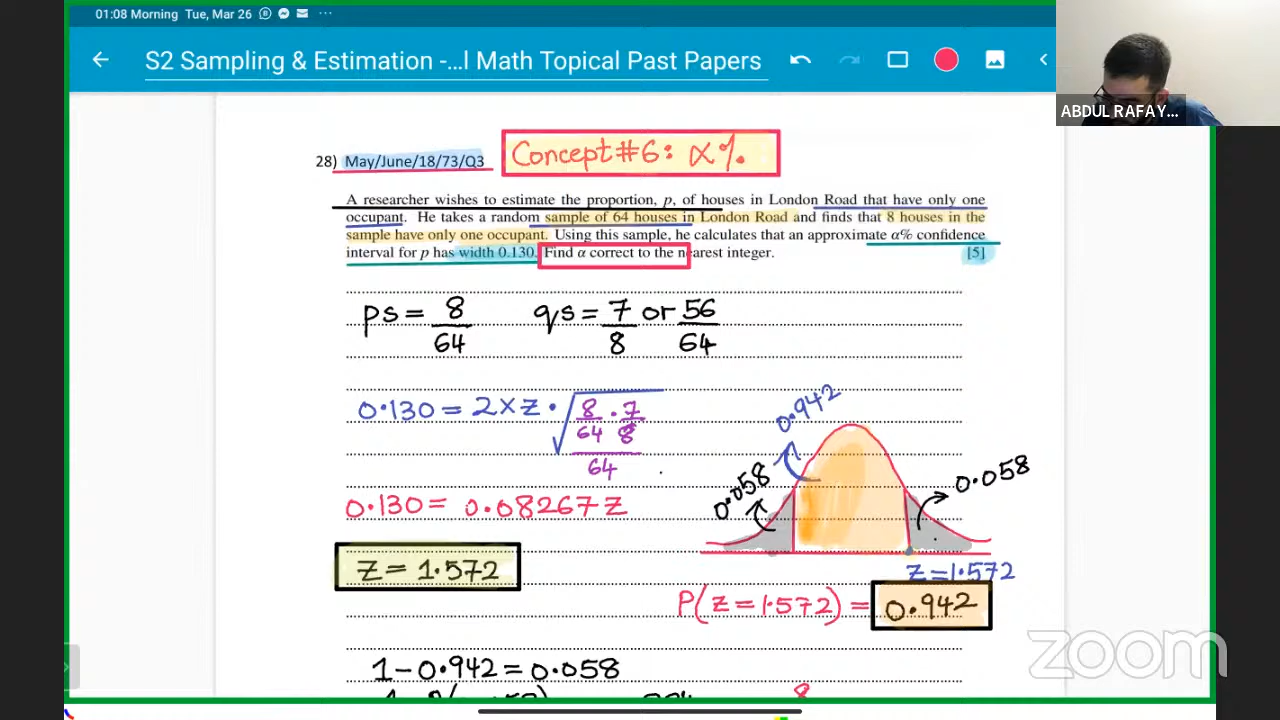 01:08 Morning Tue, Mar 26 ...
S2 Sampling & Estimation -...l Math Topical Past Papers
ABDUL RAFAY...
28) May/June/18/73/Q3
Concept #6: α%.
A researcher wishes to estimate the proportion, p, of houses in London Road that have only one
occupant. He takes a random sample of 64 houses in London Road and finds that 8 houses in the
sample have only one occupant. Using this sample, he calculates that an approximate α% confidence
interval for p has width 0.130. Find α correct to the nearest integer. [5]
ps = 8/64 qs = 7/8 or 56/64
0.130 = 2 × Z · √(8/64 · 7/8 / 64)
0.942
0.058
0.058
0.130 = 0.08267 Z
Z = 1.572
Z = 1.572
P(Z = 1.572) = 0.942
zoom
1 - 0.942 = 0.058
8